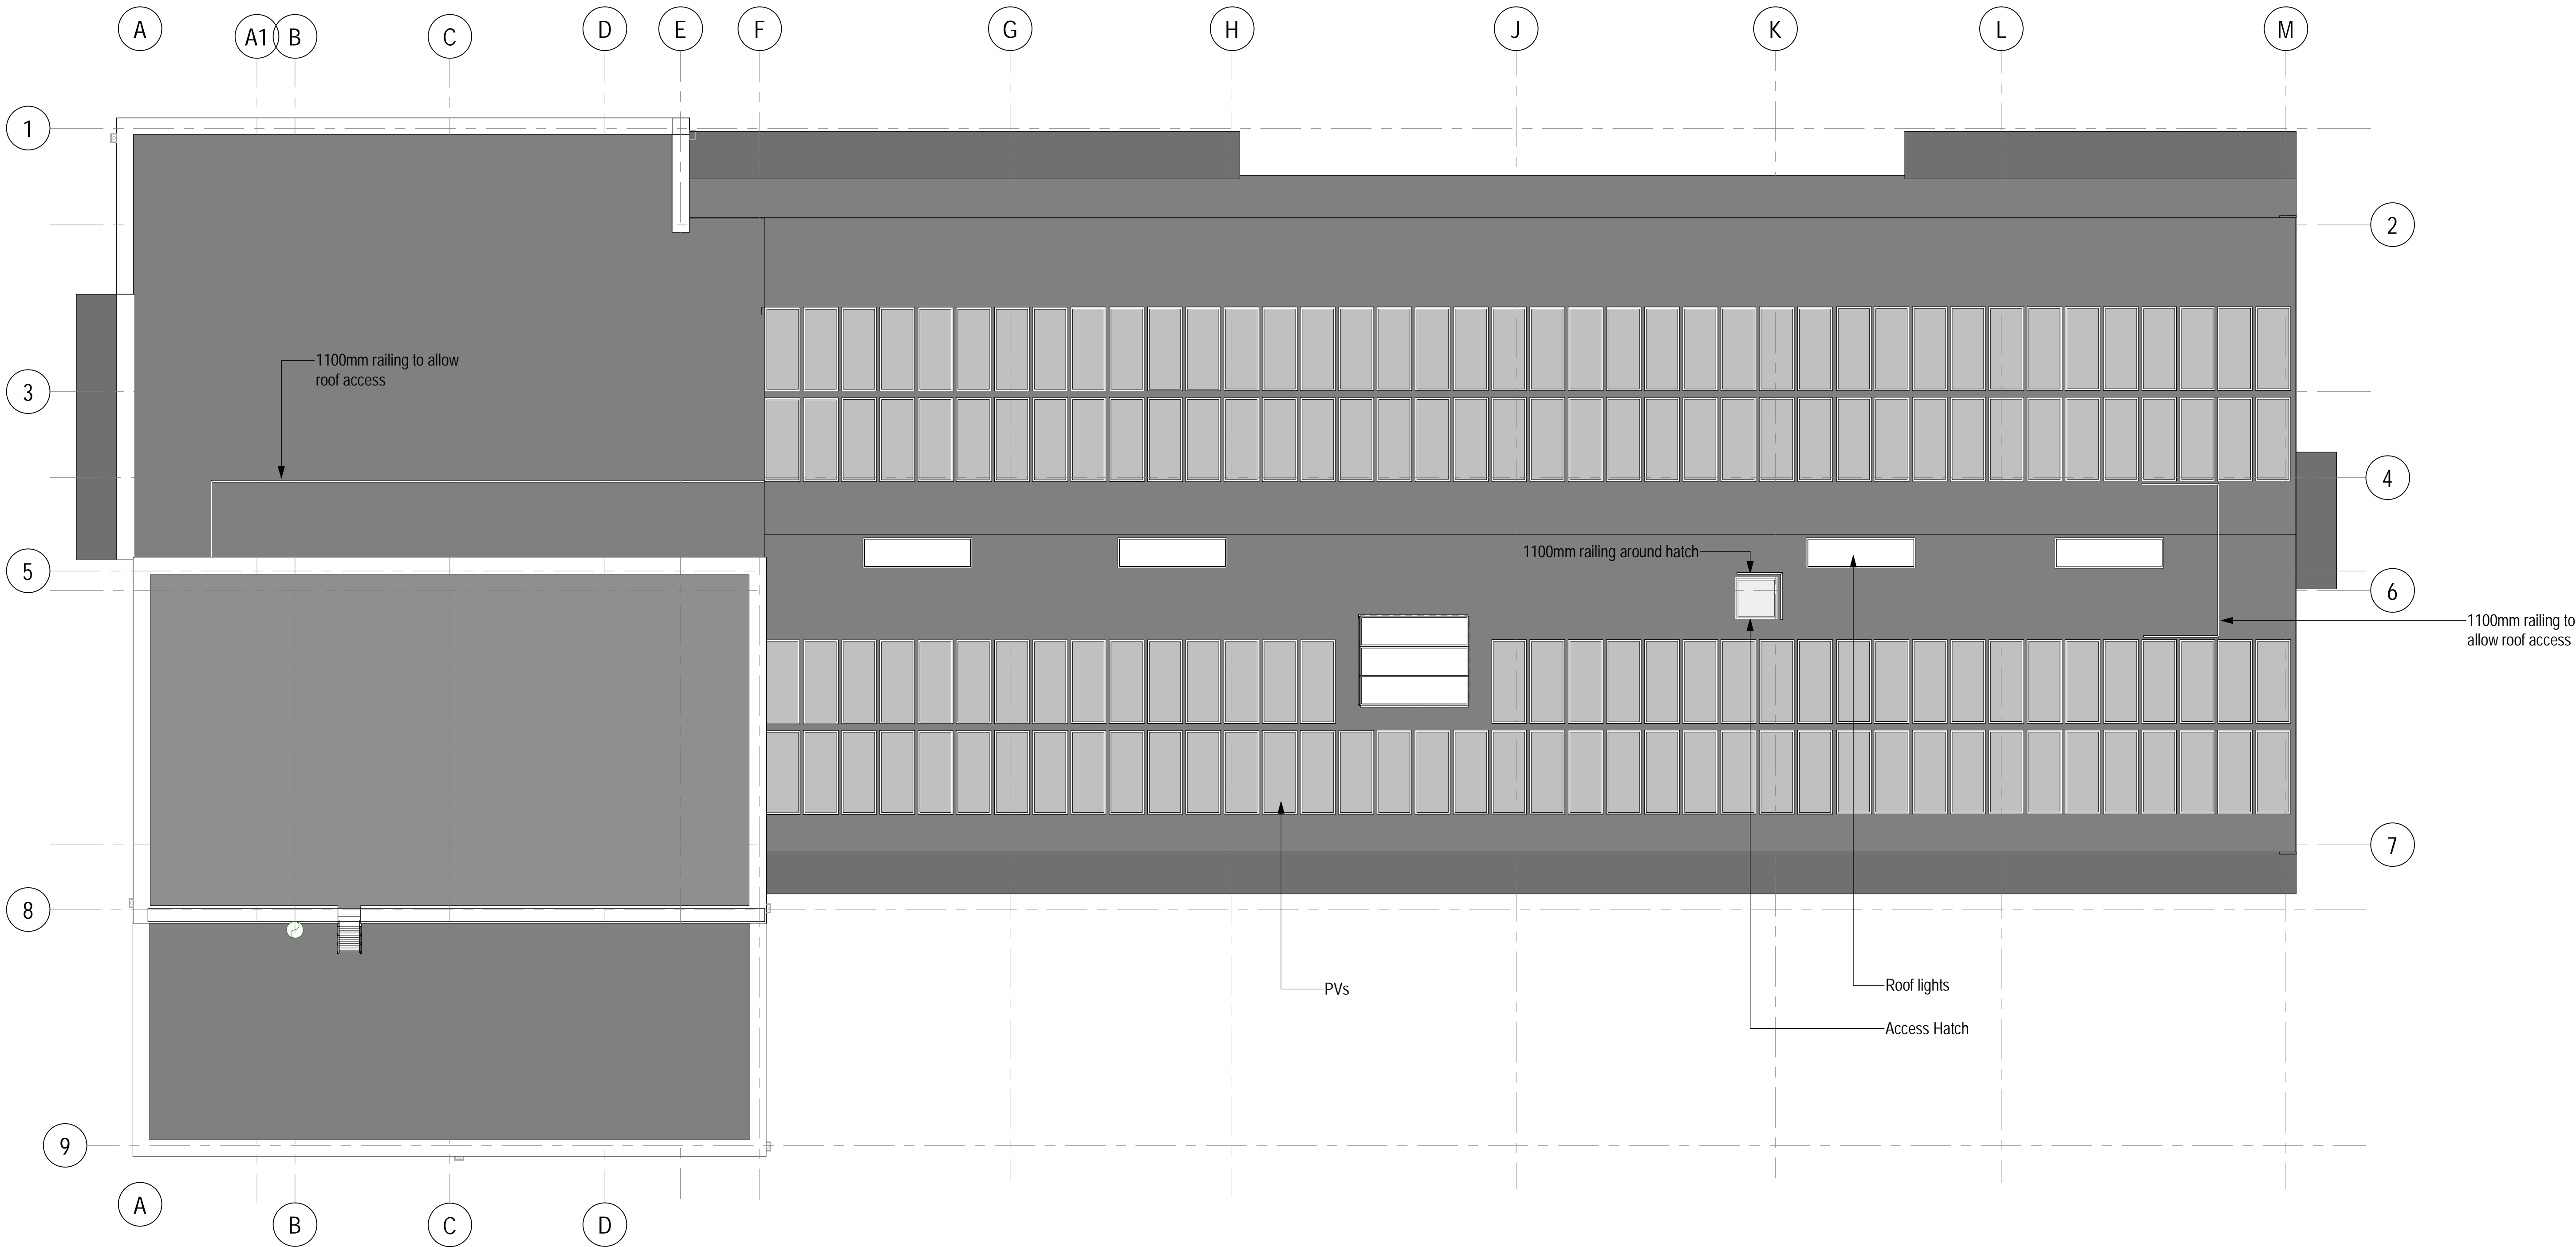 A
A1
B
C
D
E
F
G
H
J
K
L
M
1
2
3
1100mm railing to allow
roof access
4
5
1100mm railing around hatch
6
1100mm railing to
allow roof access
7
8
PVs
Roof lights
Access Hatch
9
A
B
C
D